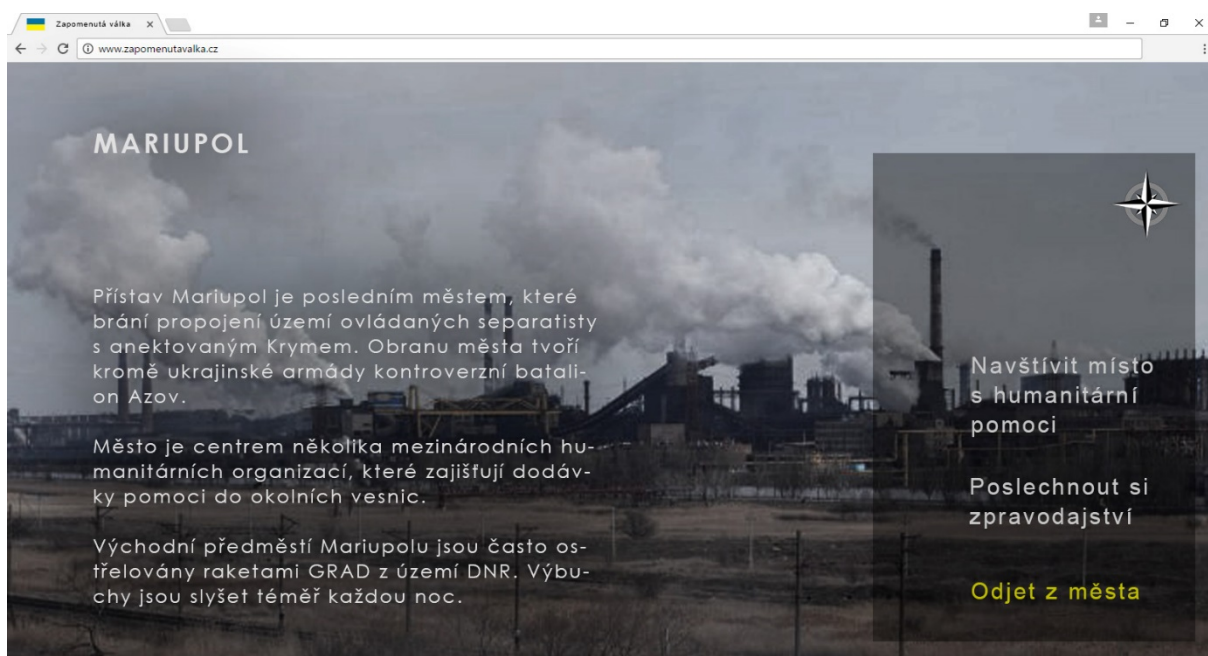 Zapomenutá válka
www.zapomenutavalka.cz
MARIUPOL
Přístav Mariupol je posledním městem, které
brání propojení území ovládaných separatisty
s anektovaným Krymem. Obranu města tvoří
kromě ukrajinské armády kontroverzní batali-
on Azov.
Město je centrem několika mezinárodních hu-
manitárních organizací, které zajišťují dodáv-
ky pomoci do okolních vesnic.
Východní předměstí Mariupolu jsou často os-
třelovány raketami GRAD z území DNR. Výbu-
chy jsou slyšet téměř každou noc.
Navštívit místo
s humanitární
pomoci
Poslechnout si
zpravodajství
Odjet z města